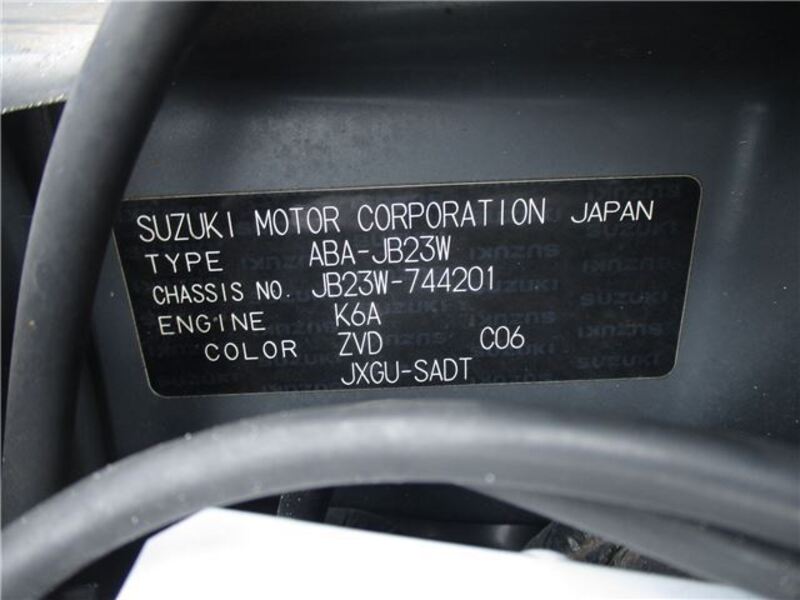 SUZUKI MOTOR CORPORATION JAPAN
TYPE ABA-JB23W
CHASSIS NO. JB23W-744201
ENGINE K6A
COLOR ZVD C06
JXGU-SADT